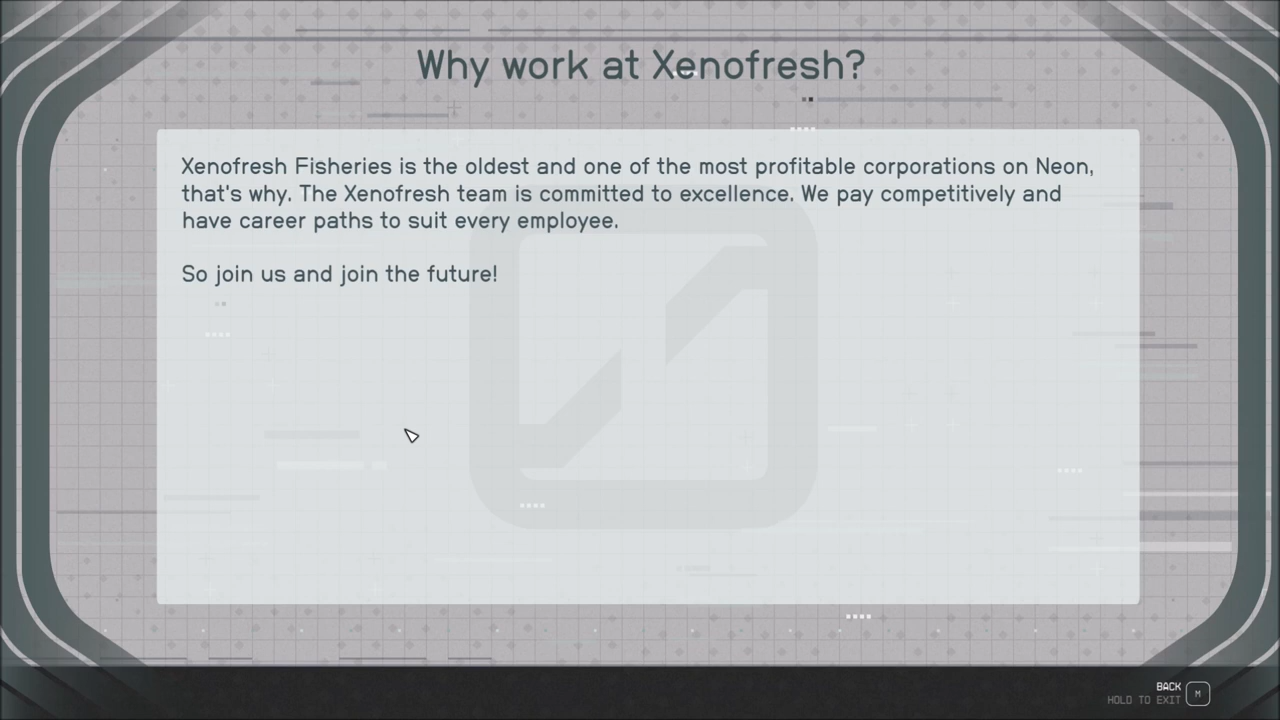 Why work at Xenofresh?
Xenofresh Fisheries is the oldest and one of the most profitable corporations on Neon,
that's why. The Xenofresh team is committed to excellence. We pay competitively and
have career paths to suit every employee.
So join us and join the future!
BACK
HOLD TO EXIT
M